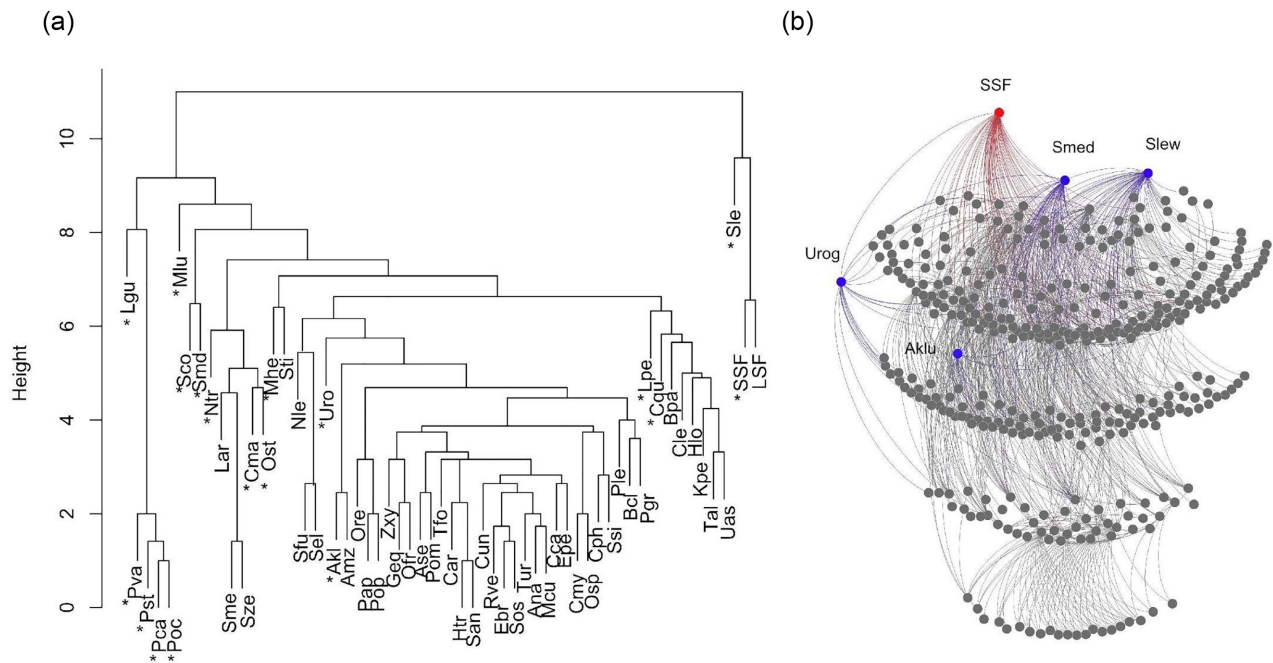 (a)
(b)
Height
10
8
6
4
2
0
* Lgu
*Pva
*Pst
*Pca
*Poc
*Mlu
*Sco
*Smd
*Ntr
Lar
Sme
Sze
*Cma
* Ost
*Mhe
Sti
Nle
Sfu
Sel
*Uro
*Akl
Amz
Ore
Pap
Pop
Zxy
Geq
Ofr
Ase
Pom
Tfo
Car
Htr
San
Cun
Rve
Ebr
Sos
Tur
Ana
Mcu
Cca
Epe
Cmy
Osp
Cph
Ssi
Ple
Bcl
Pgr
*Lpe
*Cqu
Bpa
Cle
Hlo
Kpe
Tal
Uas
* Sle
*SSF
LSF
SSF
Smed
Slew
Urog
Aklu